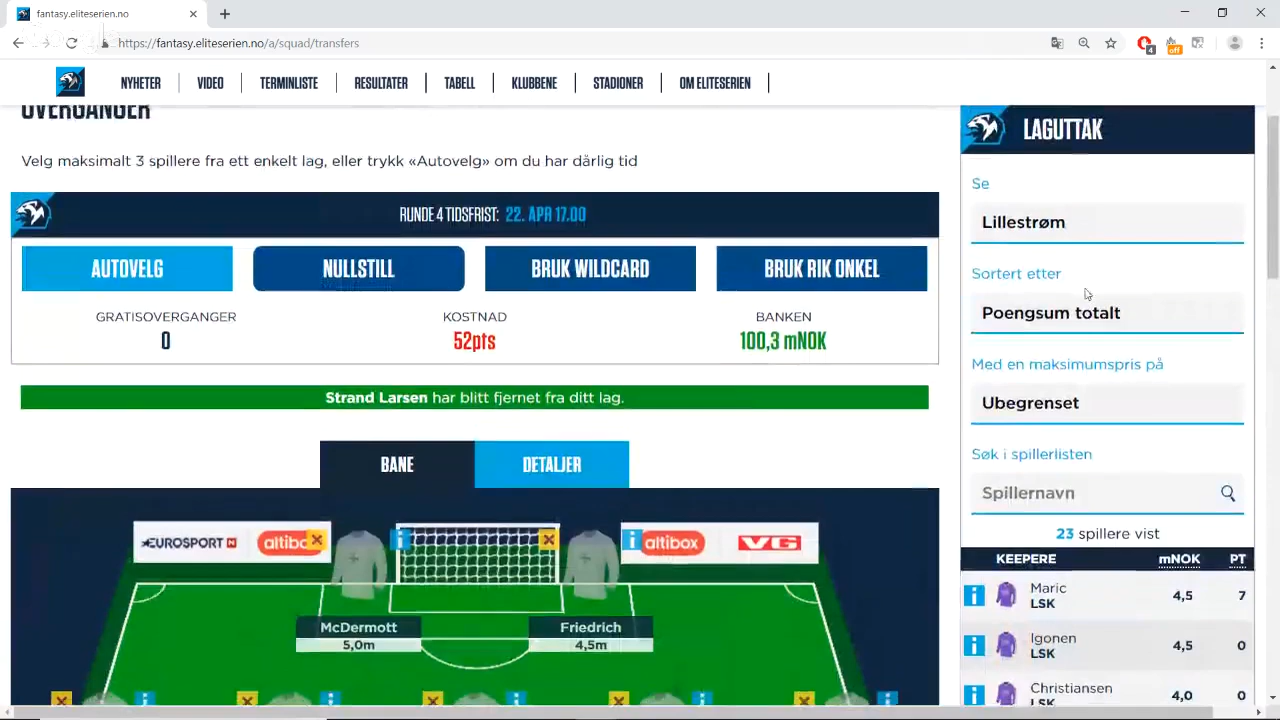 fantasy.eliteserien.no
https://fantasy.eliteserien.no/a/squad/transfers
4
off
NYHETER
VIDEO
TERMINLISTE
RESULTATER
TABELL
KLUBBENE
STADIONER
OM ELITESERIEN
OVERGANGER
Velg maksimalt 3 spillere fra ett enkelt lag, eller trykk «Autovelg» om du har dårlig tid
RUNDE 4 TIDSFRIST: 22. APR 17.00
AUTOVELG
NULLSTILL
BRUK WILDCARD
BRUK RIK ONKEL
GRATISOVERGANGER
KOSTNAD
BANKEN
0
52pts
100,3 mNOK
Strand Larsen har blitt fjernet fra ditt lag.
BANE
DETALJER
EUROSPORT
altibox
altibox
VG
McDermott
5,0m
Friedrich
4,5m
LAGUTTAK
Se
Lillestrøm
Sortert etter
Poengsum totalt
Med en maksimumspris på
Ubegrenset
Søk i spillerlisten
Spillernavn
23 spillere vist
KEEPERE mNOK PT
Maric
LSK 4,5 7
Igonen
LSK 4,5 0
Christiansen
LSK 4,0 0